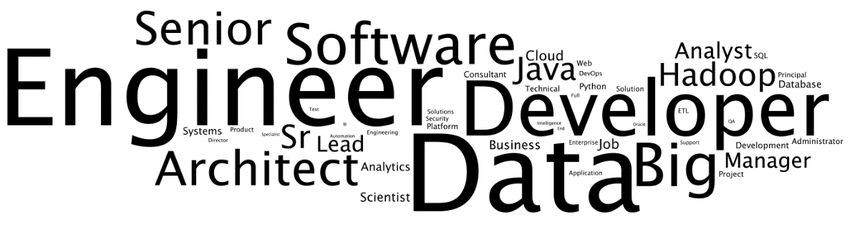 Senior
Software
Engineer
Analyst
SQL
Cloud
Java
Web
DevOps
Hadoop
Principal
Database
Consultant
Technical
Python
Solution
Full
Developer
Test
BI
Solutions
Security
Platform
Intelligence
End
Oracle
ETL
QA
Systems
Product
Director
Specialist
Sr
Lead
Automation
Engineering
Business
Enterprise
Job
Support
Development
Administrator
Architect
Analytics
Scientist
Data
Application
Big
Manager
Project